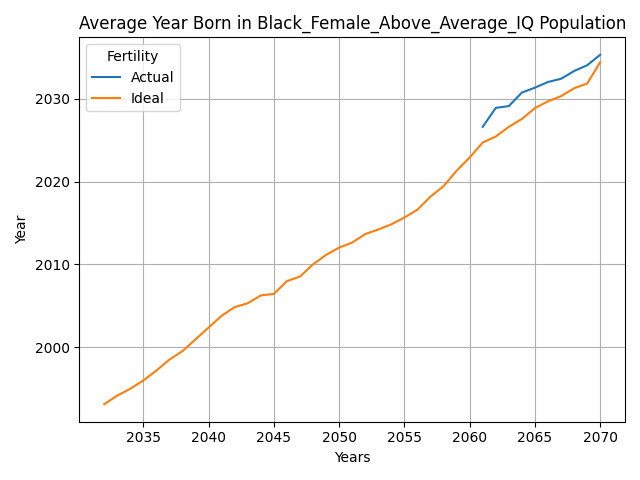 Average Year Born in Black_Female_Above_Average_IQ Population
Fertility
Actual
Ideal
2030
2020
2010
2000
Year
2035 2040 2045 2050 2055 2060 2065 2070
Years